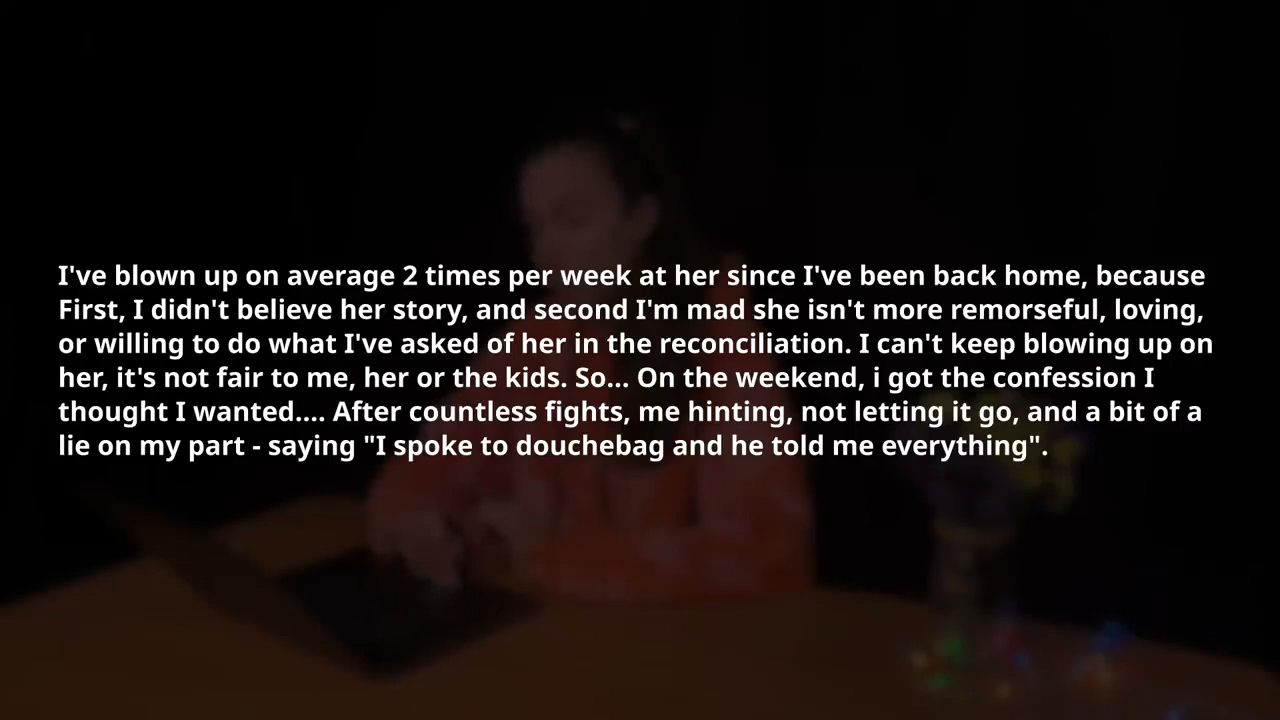 I've blown up on average 2 times per week at her since I've been back home, because
First, I didn't believe her story, and second I'm mad she isn't more remorseful, loving,
or willing to do what I've asked of her in the reconciliation. I can't keep blowing up on
her, it's not fair to me, her or the kids. So... On the weekend, i got the confession I
thought I wanted.... After countless fights, me hinting, not letting it go, and a bit of a
lie on my part - saying "I spoke to douchebag and he told me everything".